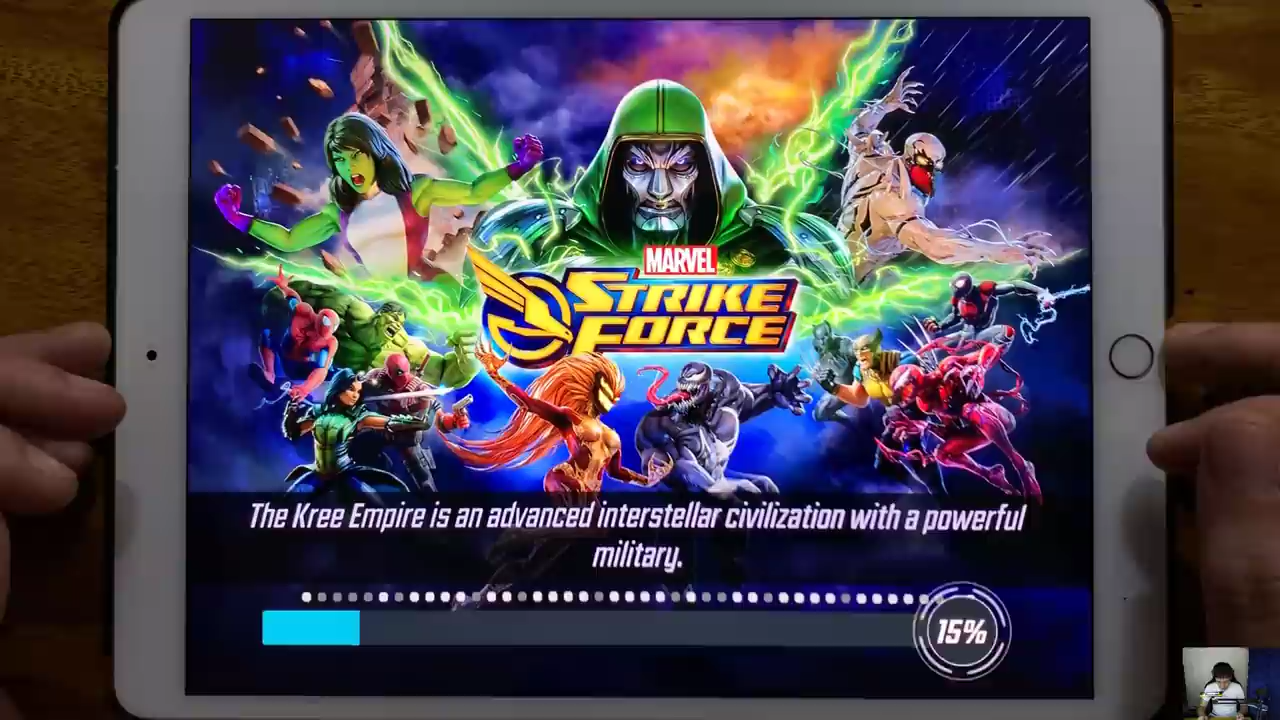 MARVEL
STRIKE
FORCE
The Kree Empire is an advanced interstellar civilization with a powerful
military.
15%